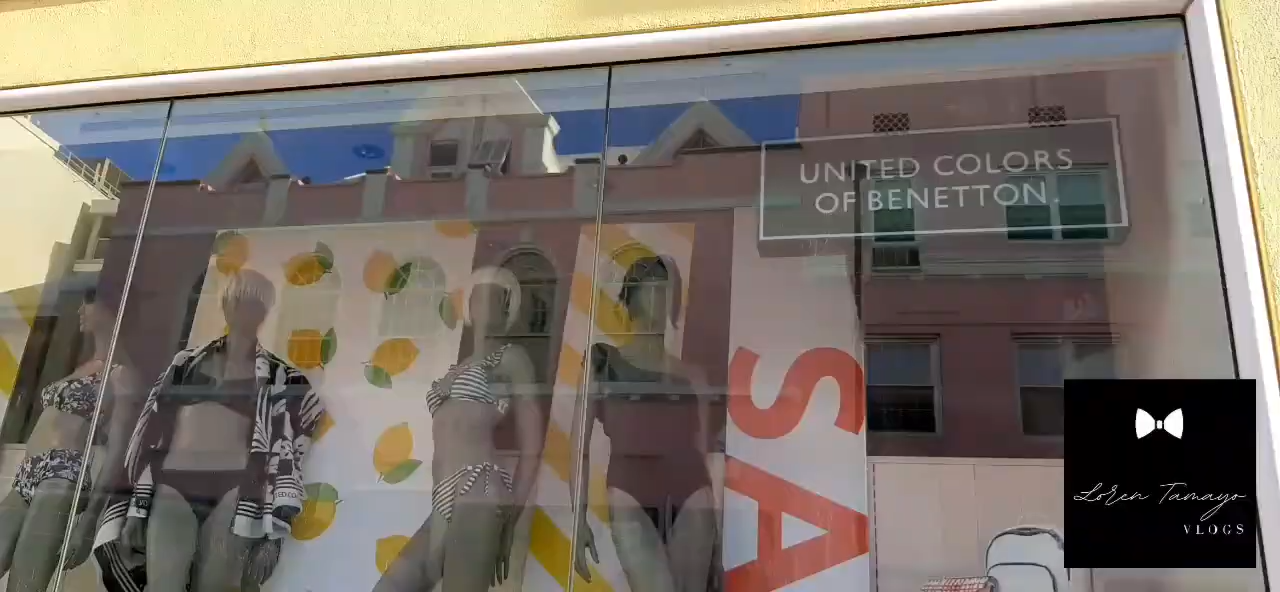 UNITED COLORS
OF BENETTON.
SA
Loren Tamayo
VLOGS